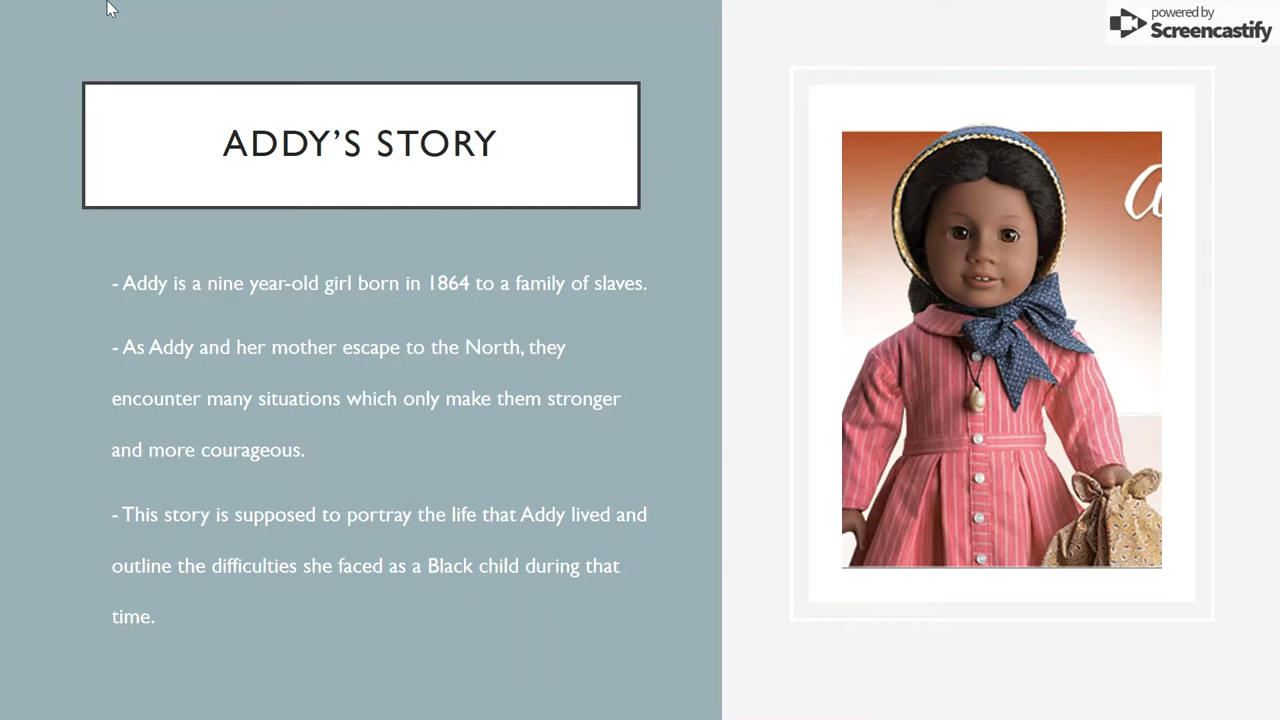 powered by
Screencastify
ADDY'S STORY
- Addy is a nine year-old girl born in 1864 to a family of slaves.
- As Addy and her mother escape to the North, they
encounter many situations which only make them stronger
and more courageous.
- This story is supposed to portray the life that Addy lived and
outline the difficulties she faced as a Black child during that
time.